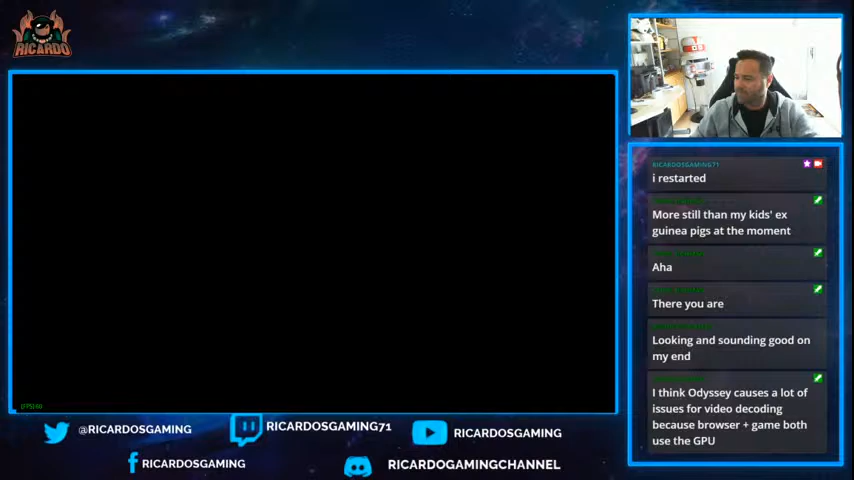 RICARDO
RICARDOSGAMING71
i restarted
More still than my kids' ex
guinea pigs at the moment
Aha
There you are
Looking and sounding good on
my end
I think Odyssey causes a lot of
issues for video decoding
because browser + game both
use the GPU
@RICARDOSGAMING
RICARDOSGAMING71
RICARDOSGAMING
RICARDOSGAMING
RICARDOGAMINGCHANNEL